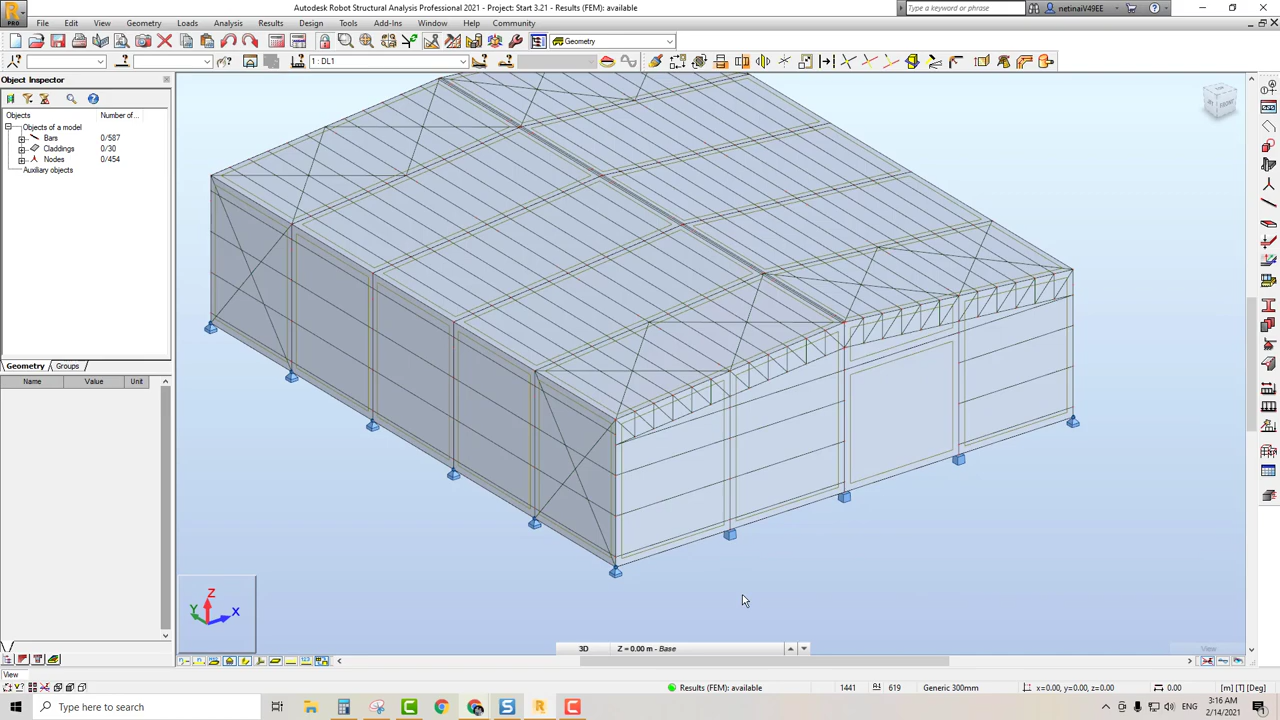 Autodesk Robot Structural Analysis Professional 2021 - Project: Start 3.21 - Results (FEM): available
Type a keyword or phrase
netinaiV49EE
PRO
File Edit View Geometry Loads Analysis Results Design Tools Add-Ins Window Help Community
Geometry
1 : DL1
Object Inspector
Objects Number of...
Objects of a model
Bars 0/587
Claddings 0/30
Nodes 0/454
Auxiliary objects
Geometry Groups
Name Value Unit
FRONT
Z
Y
X
3D Z = 0.00 m - Base
View
View
Results (FEM): available 1441 619 Generic 300mm x=0.00, y=0.00, z=0.00 0.00 [m] [T] [Deg]
Type here to search
ENG
3:16 AM
2/14/2021